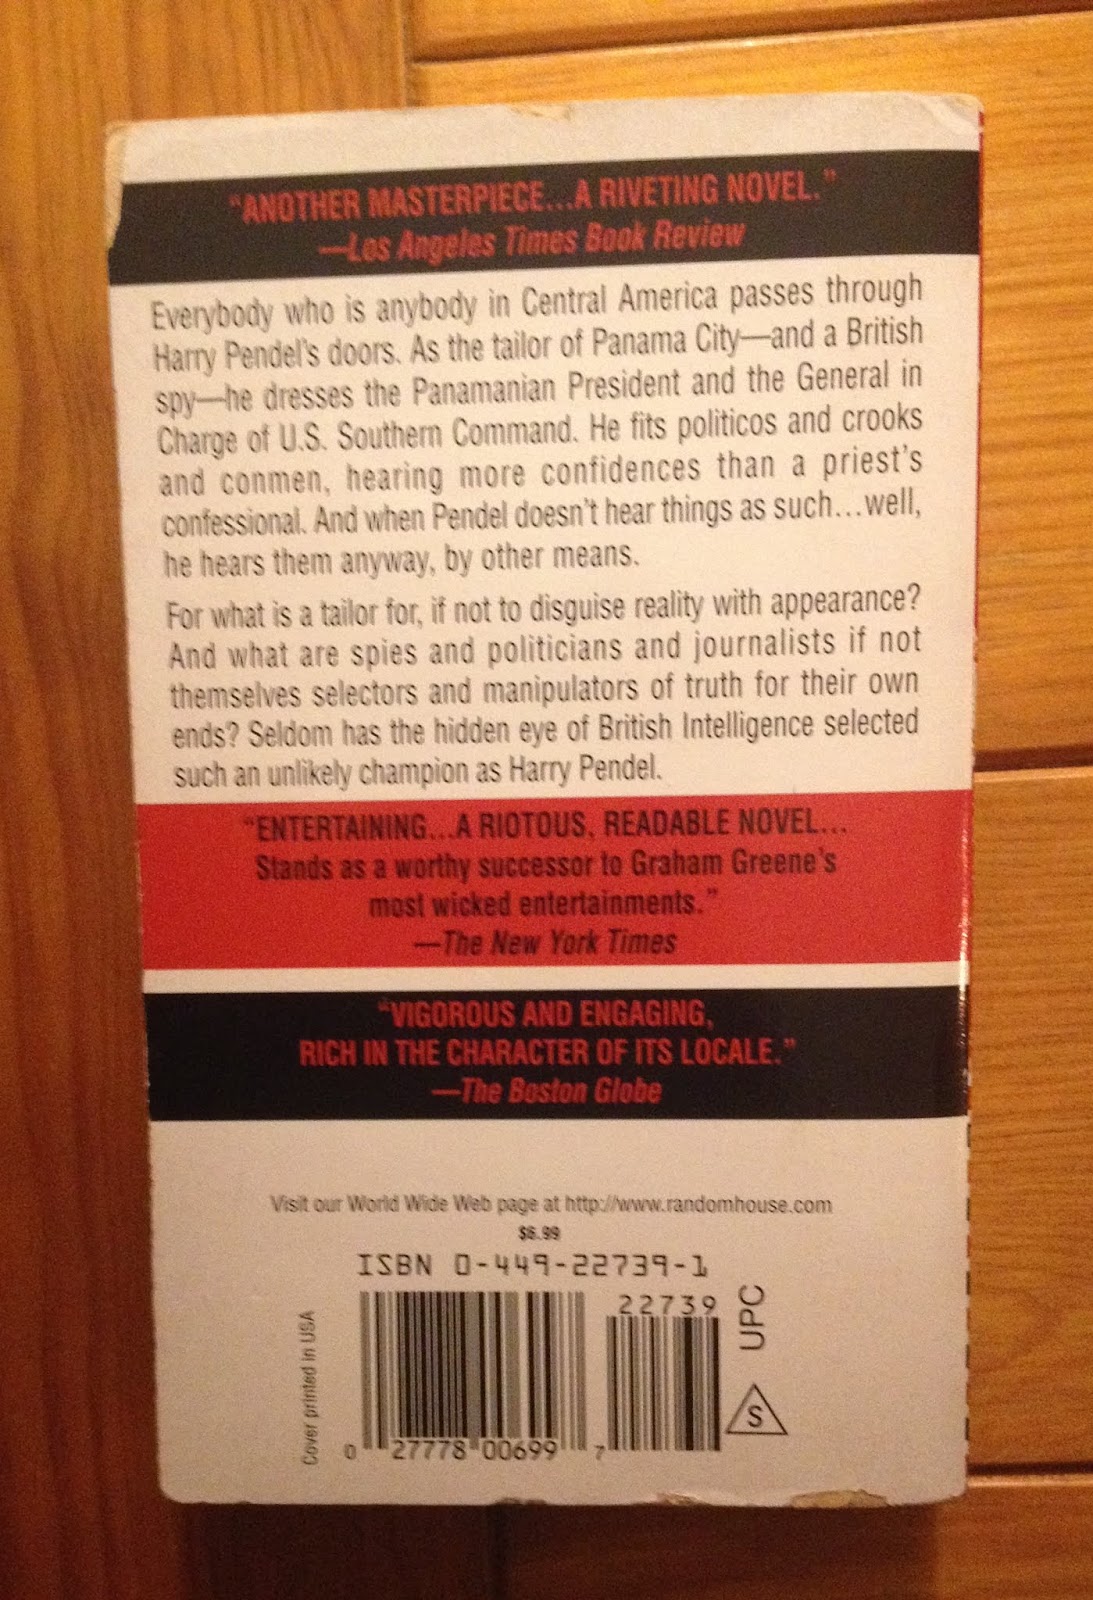 “ANOTHER MASTERPIECE...A RIVETING NOVEL.”
—Los Angeles Times Book Review
Everybody who is anybody in Central America passes through
Harry Pendel's doors. As the tailor of Panama City—and a British
spy—he dresses the Panamanian President and the General in
Charge of U.S. Southern Command. He fits politicos and crooks
and conmen, hearing more confidences than a priest's
confessional. And when Pendel doesn't hear things as such...well,
he hears them anyway, by other means.
For what is a tailor for, if not to disguise reality with appearance?
And what are spies and politicians and journalists if not
themselves selectors and manipulators of truth for their own
ends? Seldom has the hidden eye of British Intelligence selected
such an unlikely champion as Harry Pendel.
“ENTERTAINING...A RIOTOUS, READABLE NOVEL...
Stands as a worthy successor to Graham Greene's
most wicked entertainments.”
—The New York Times
“VIGOROUS AND ENGAGING,
RICH IN THE CHARACTER OF ITS LOCALE.”
—The Boston Globe
Visit our World Wide Web page at http://www.randomhouse.com
$6.99
ISBN 0-449-22739-1
22739
UPC
S
Cover printed in USA
0 27778 00699 7